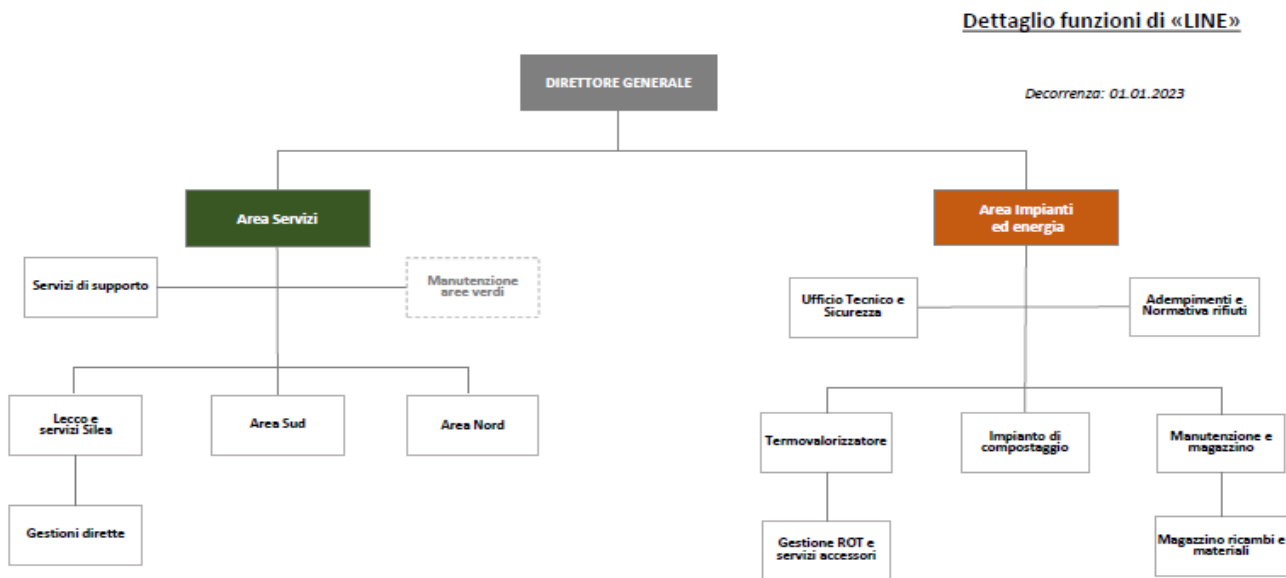 Dettaglio funzioni di «LINE»
DIRETTORE GENERALE
Decorrenza: 01.01.2023
Area Servizi
Area Impianti
ed energia
Servizi di supporto
Manutenzione
aree verdi
Ufficio Tecnico e
Sicurezza
Adempimenti e
Normativa rifiuti
Lecco e
servizi Silea
Area Sud
Area Nord
Termovalorizzatore
Impianto di
compostaggio
Manutenzione e
magazzino
Gestioni dirette
Gestione ROT e
servizi accessori
Magazzino ricambi e
materiali